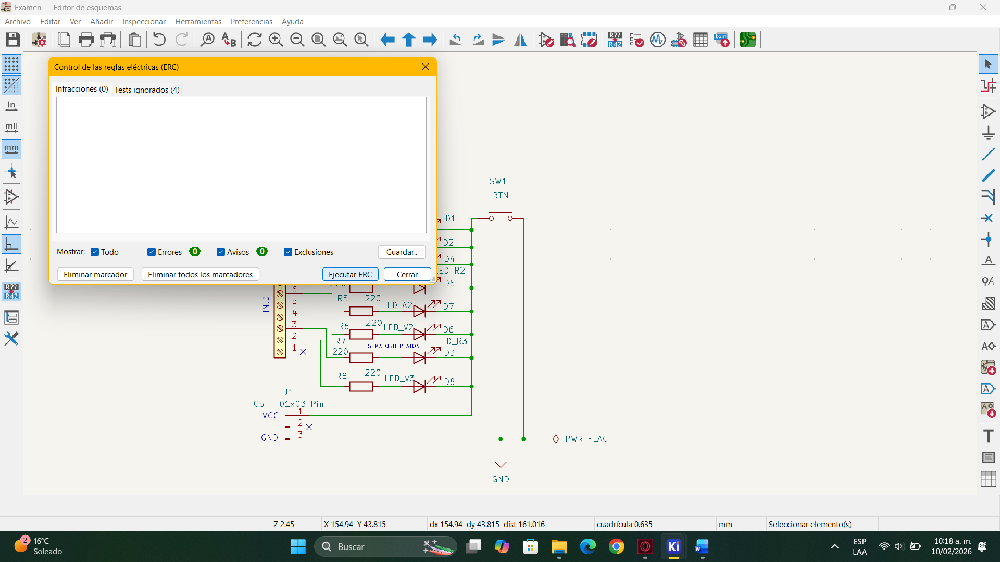 Examen — Editor de esquemas
Archivo Editar Ver Añadir Inspeccionar Herramientas Preferencias Ayuda
R??
R42
.bom
in
mil
mm
R??
R42
Control de las reglas eléctricas (ERC)
Infracciones (0) Tests ignorados (4)
Mostrar: Todo Errores 0 Avisos 0 Exclusiones Guardar..
Eliminar marcador Eliminar todos los marcadores Ejecutar ERC Cerrar
SW1
BTN
D1
D2
D4
LED_R2
D5
6
5
4
3
2
1
IN.D
R5 220 LED_A2 D7
R6 220 LED_V2 D6
R7 220 SEMAFORO PEATON LED_R3 D3
R8 220 LED_V3 D8
J1
Conn_01x03_Pin
VCC 1
2
GND 3
PWR_FLAG
GND
Z 2.45 X 154.94 Y 43.815 dx 154.94 dy 43.815 dist 161.016 cuadrícula 0.635 mm Seleccionar elemento(s)
2
16°C
Soleado
Buscar
Ki
ESP
LAA
10:18 a. m.
10/02/2026